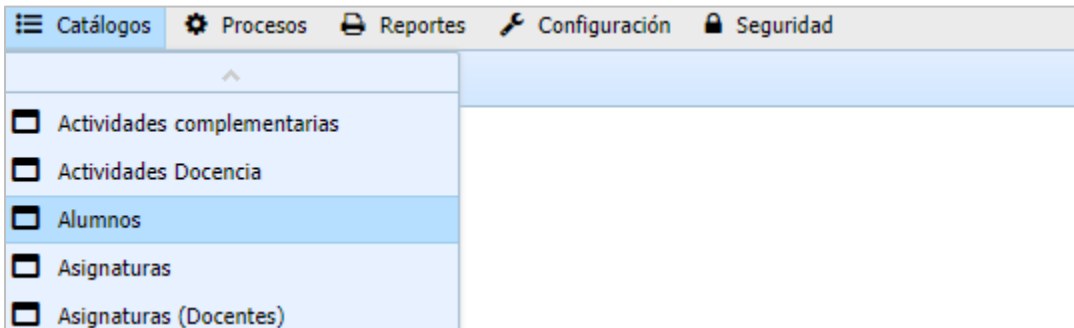 Catálogos Procesos Reportes Configuración Seguridad
Actividades complementarias
Actividades Docencia
Alumnos
Asignaturas
Asignaturas (Docentes)